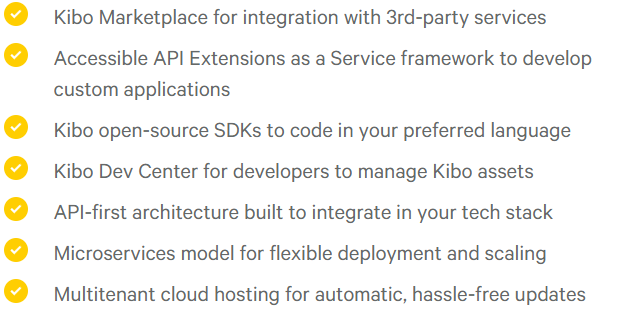 Kibo Marketplace for integration with 3rd-party services
Accessible API Extensions as a Service framework to develop
custom applications
Kibo open-source SDKs to code in your preferred language
Kibo Dev Center for developers to manage Kibo assets
API-first architecture built to integrate in your tech stack
Microservices model for flexible deployment and scaling
Multitenant cloud hosting for automatic, hassle-free updates